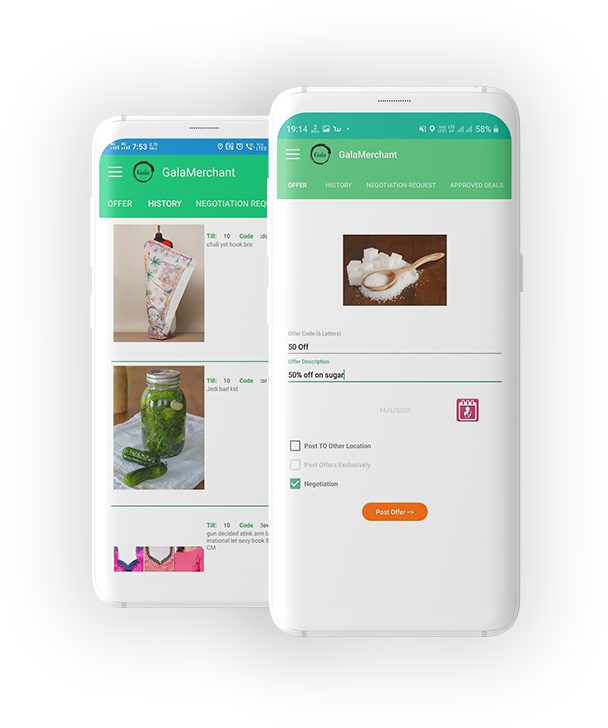 7:53
Gala
GalaMerchant
OFFER HISTORY NEGOTIATION REQU
Till: 10 Code
chali yet hook bro
Till: 10 Code
Jedi bad kid
Till: 10 Code
gun decided stink arm b
irrational let sexy book E
CM
19:14 58%
Gala
GalaMerchant
OFFER HISTORY NEGOTIATION REQUEST APPROVED DEALS
Offer Code (6 Letters)
50 Off
Offer Description
50% off on sugar
14/5/2020
Post TO Other Location
Post Offers Exclusively
Negotiation
Post Offer ~>